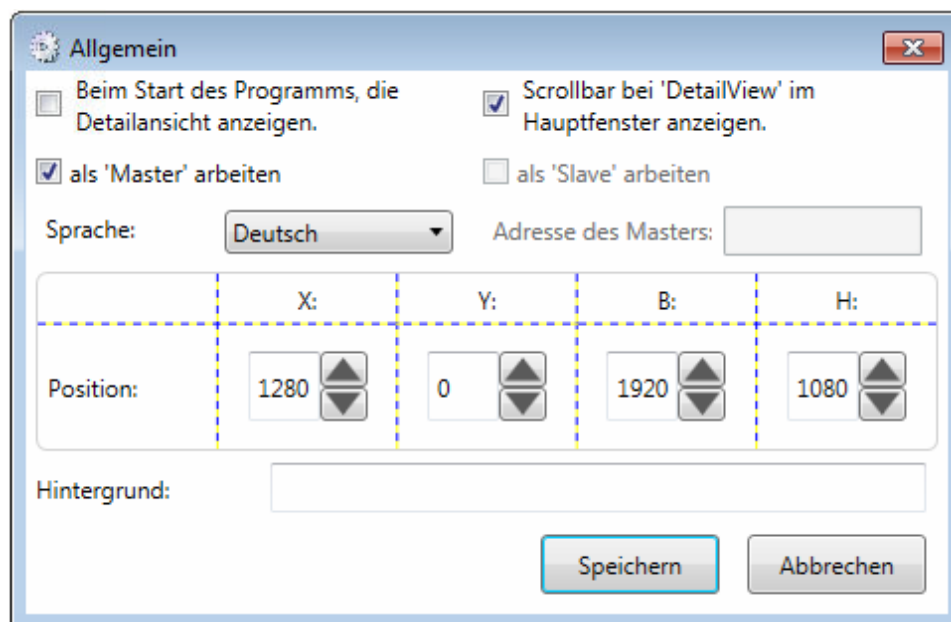 Allgemein
Beim Start des Programms, die
Detailansicht anzeigen.
Scrollbar bei 'DetailView' im
Hauptfenster anzeigen.
als 'Master' arbeiten
als 'Slave' arbeiten
Sprache:
Deutsch
Adresse des Masters:
X:
Y:
B:
H:
Position:
1280
0
1920
1080
Hintergrund:
Speichern
Abbrechen